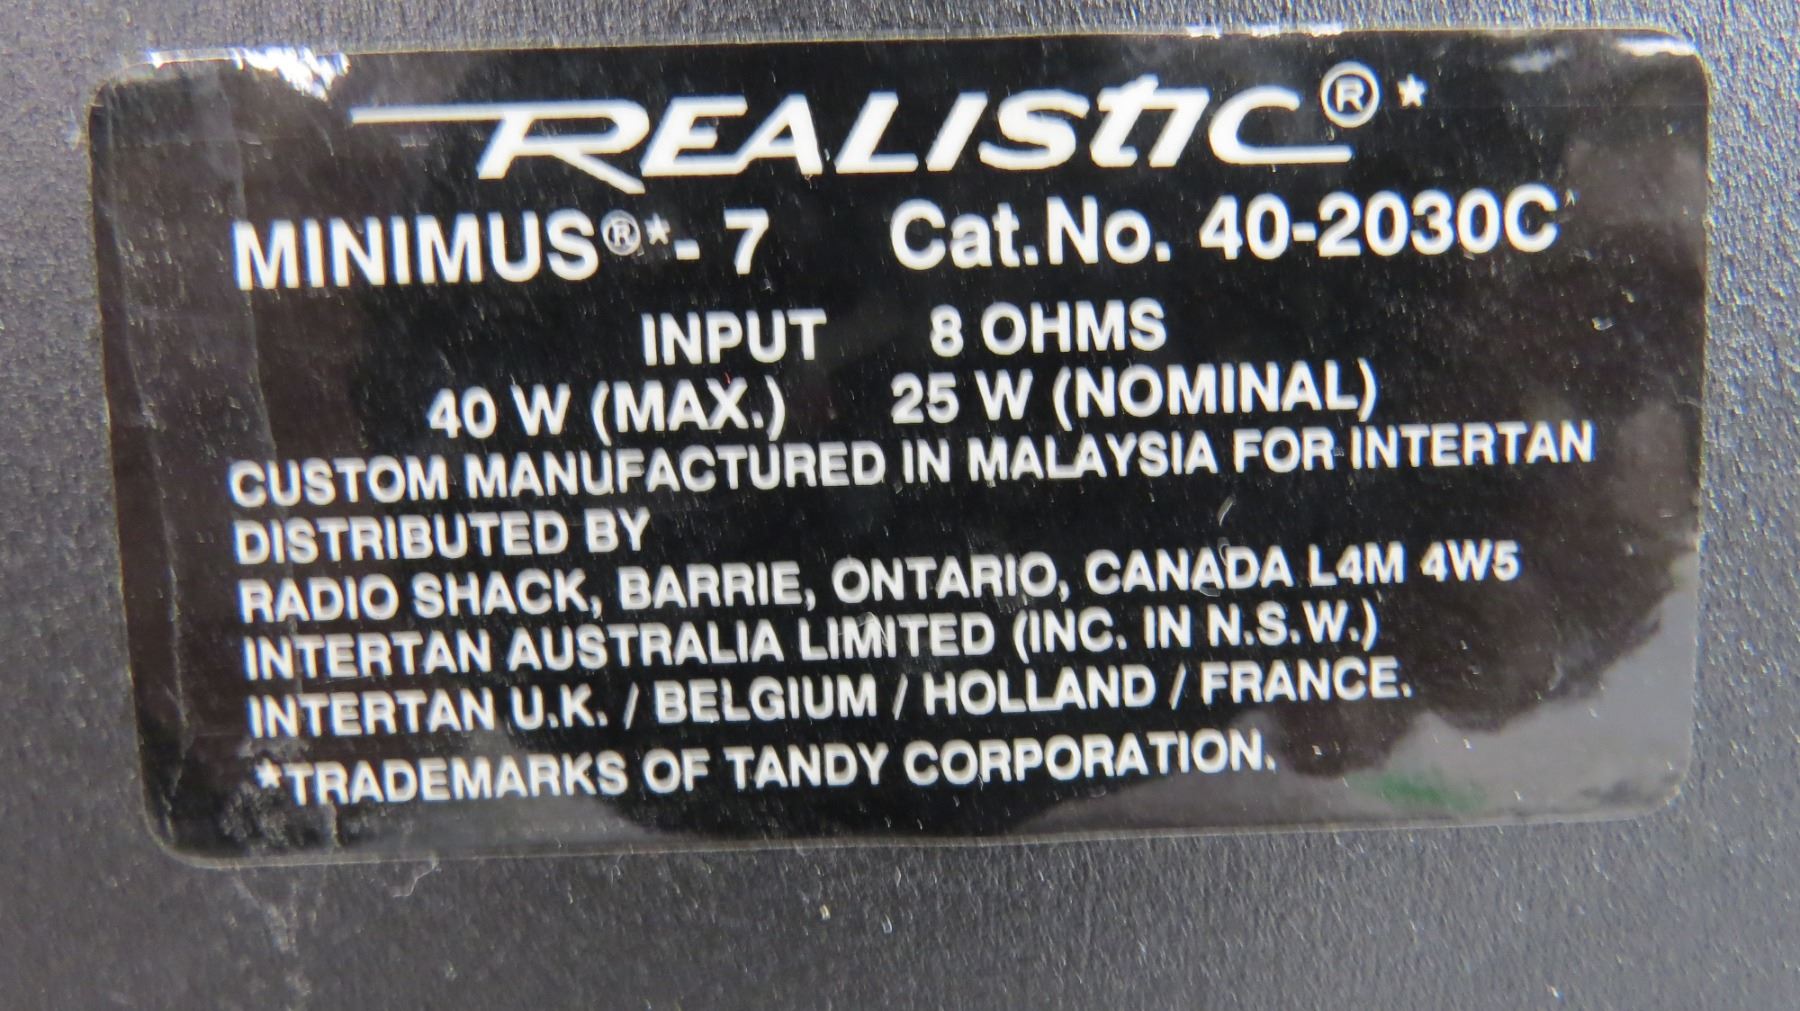 REALISTIC®*
MINIMUS®*-7 Cat.No. 40-2030C
INPUT 8 OHMS
40 W (MAX.) 25 W (NOMINAL)
CUSTOM MANUFACTURED IN MALAYSIA FOR INTERTAN
DISTRIBUTED BY
RADIO SHACK, BARRIE, ONTARIO, CANADA L4M 4W5
INTERTAN AUSTRALIA LIMITED (INC. IN N.S.W.)
INTERTAN U.K. / BELGIUM / HOLLAND / FRANCE.
*TRADEMARKS OF TANDY CORPORATION.